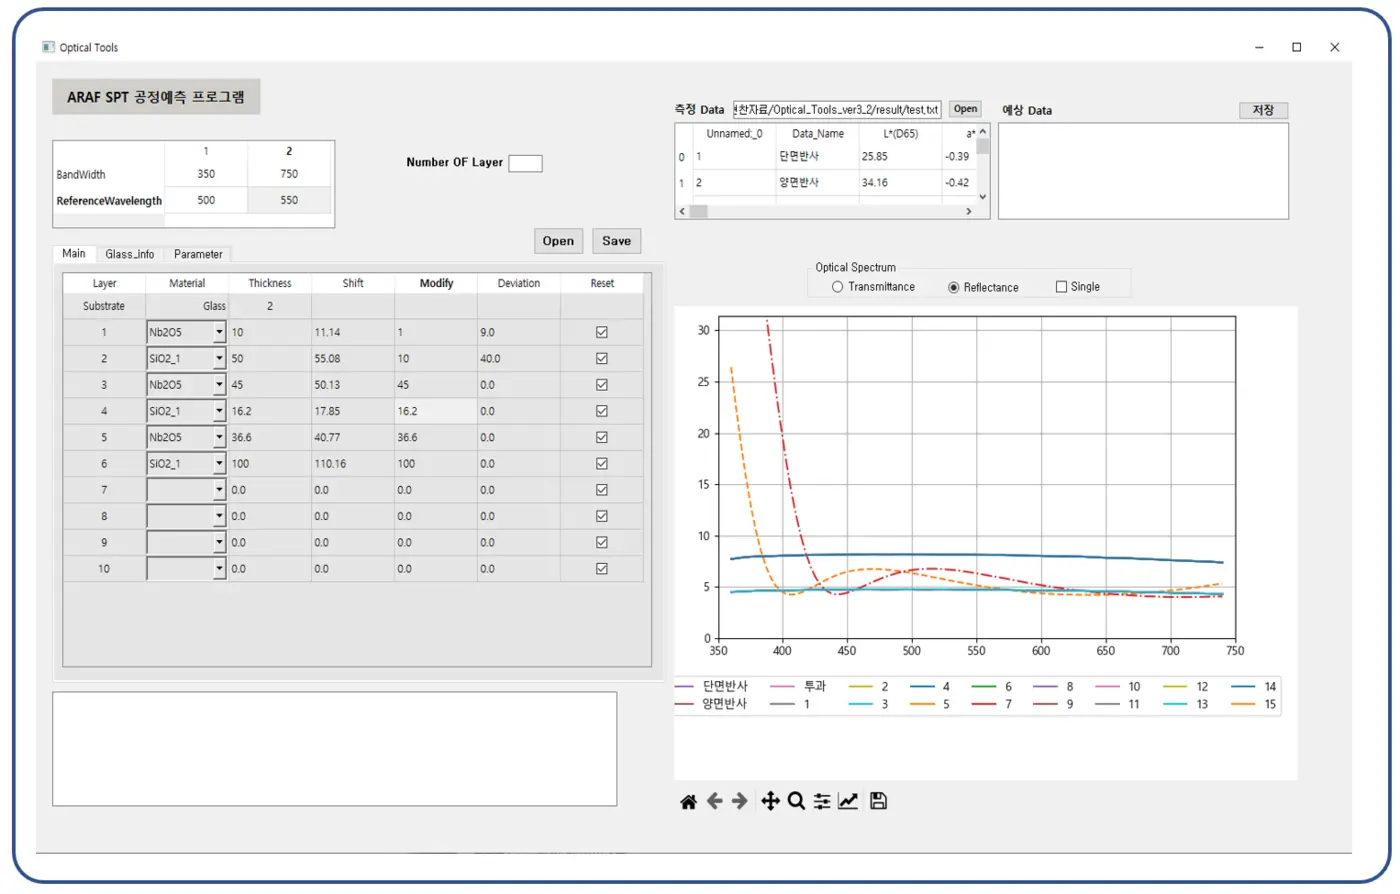 Optical Tools
ARAF SPT 공정예측 프로그램
1 2
BandWidth 350 750
ReferenceWavelength 500 550
Number OF Layer
Open Save
측정 Data 변찬자료/Optical_Tools_ver3_2/result/test.txt Open
Unnamed:_0 Data_Name L*(D65) a*
0 1 단면반사 25.85 -0.39
1 2 양면반사 34.16 -0.42
예상 Data 저장
Main Glass_info Parameter
Layer Material Thickness Shift Modify Deviation Reset
Substrate Glass 2
1 Nb2O5 10 11.14 1 9.0
2 SiO2_1 50 55.08 10 40.0
3 Nb2O5 45 50.13 45 0.0
4 SiO2_1 16.2 17.85 16.2 0.0
5 Nb2O5 36.6 40.77 36.6 0.0
6 SiO2_1 100 110.16 100 0.0
7 0.0 0.0 0.0 0.0
8 0.0 0.0 0.0 0.0
9 0.0 0.0 0.0 0.0
10 0.0 0.0 0.0 0.0
Optical Spectrum
Transmittance Reflectance Single
30
25
20
15
10
5
0
350 400 450 500 550 600 650 700 750
단면반사 투과 2 4 6 8 10 12 14
양면반사 1 3 5 7 9 11 13 15